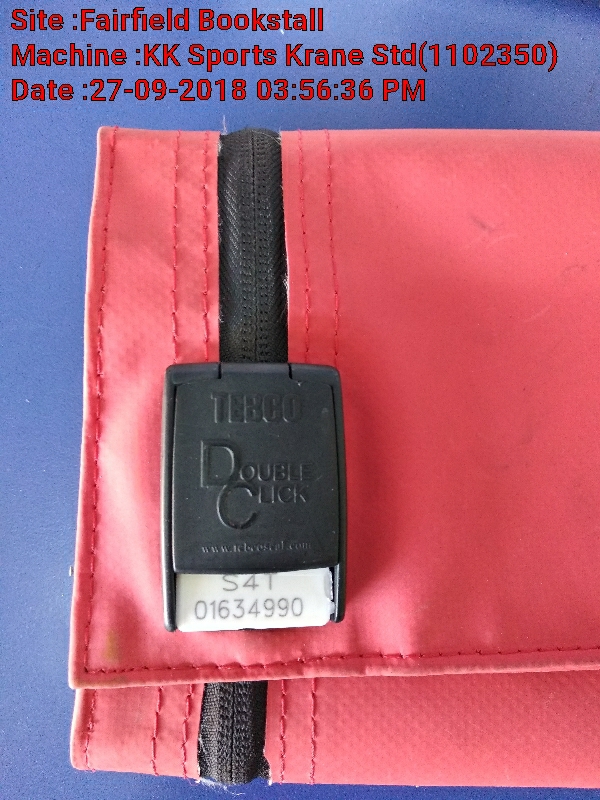 Site :Fairfield Bookstall
Machine :KK Sports Krane Std(1102350)
Date :27-09-2018 03:56:36 PM
TEBCO
DOUBLE
CLICK
www.tebcoseal.com
S4T
01634990